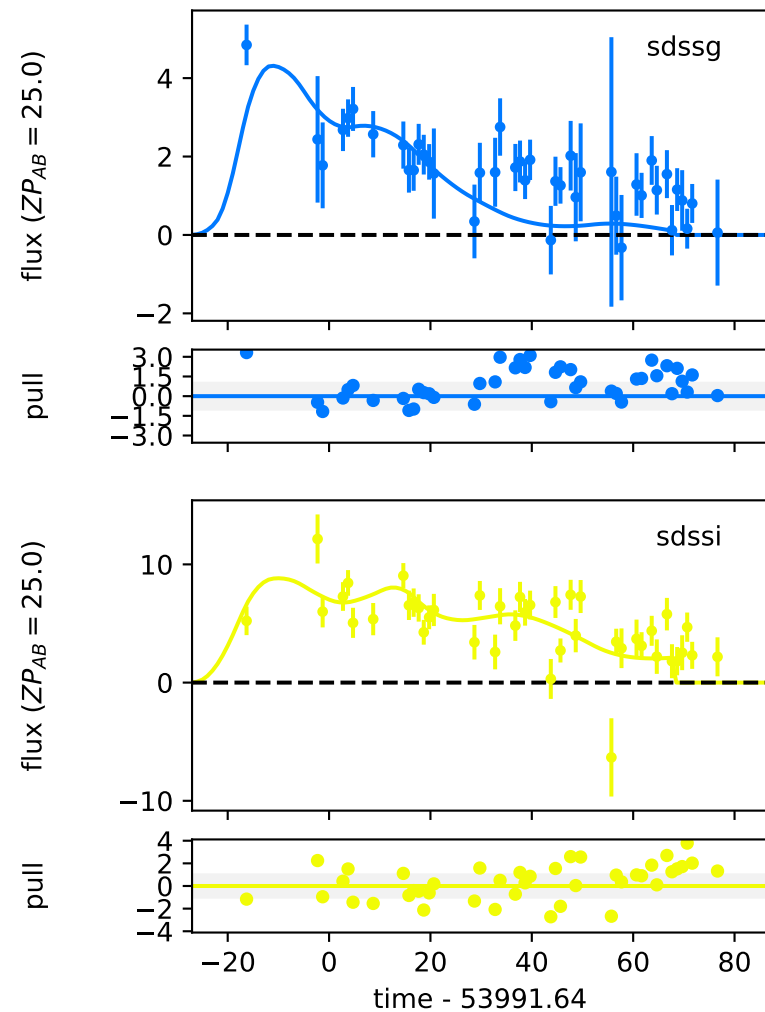 flux ($ZP_{AB}$ = 25.0)
sdssg
4
2
0
−2
pull
3.0
1.5
0.0
−1.5
−3.0
flux ($ZP_{AB}$ = 25.0)
sdssi
10
0
−10
pull
4
2
0
−2
−4
−20 0 20 40 60 80
time - 53991.64